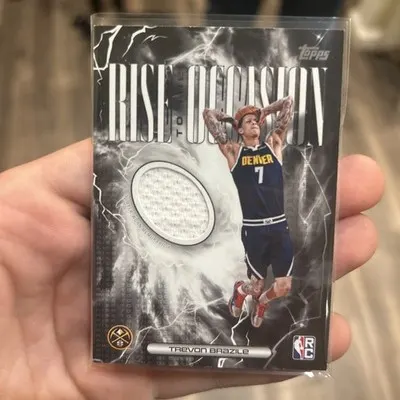 Topps
RISE TO THE OCCASION
DENVER
7
TREVON BRAZILE
RC